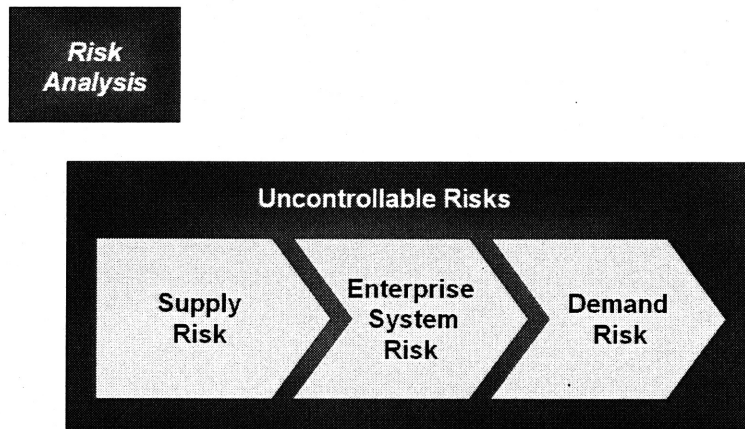 Risk
Analysis
Uncontrollable Risks
Supply
Risk
Enterprise
System
Risk
Demand
Risk